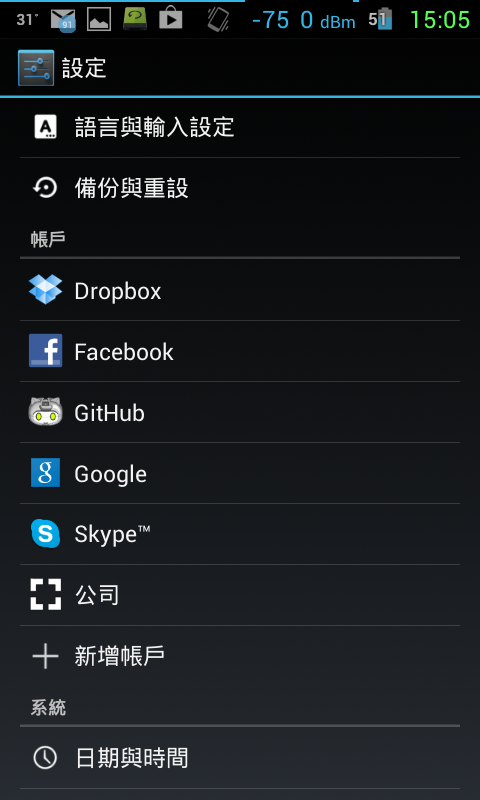 31°
91
-75 0 dBm
51
15:05
設定
語言與輸入設定
備份與重設
帳戶
Dropbox
Facebook
GitHub
Google
Skype™
公司
新增帳戶
系統
日期與時間